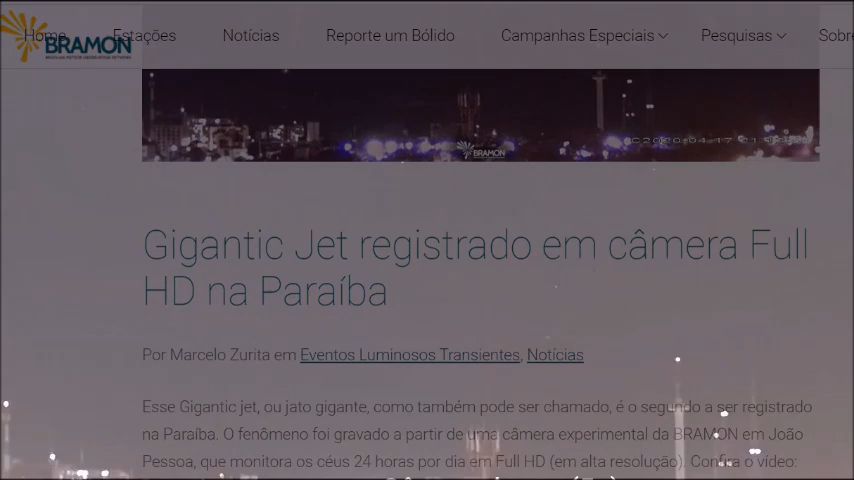 Home Estações Notícias Reporte um Bólido Campanhas Especiais Pesquisas Sobre
BRAMON
BRAMON
Gigantic Jet registrado em câmera Full
HD na Paraíba
Por Marcelo Zurita em Eventos Luminosos Transientes, Notícias
Esse Gigantic jet, ou jato gigante, como também pode ser chamado, é o segundo a ser registrado
na Paraíba. O fenômeno foi gravado a partir de uma câmera experimental da BRAMON em João
Pessoa, que monitora os céus 24 horas por dia em Full HD (em alta resolução). Confira o vídeo: